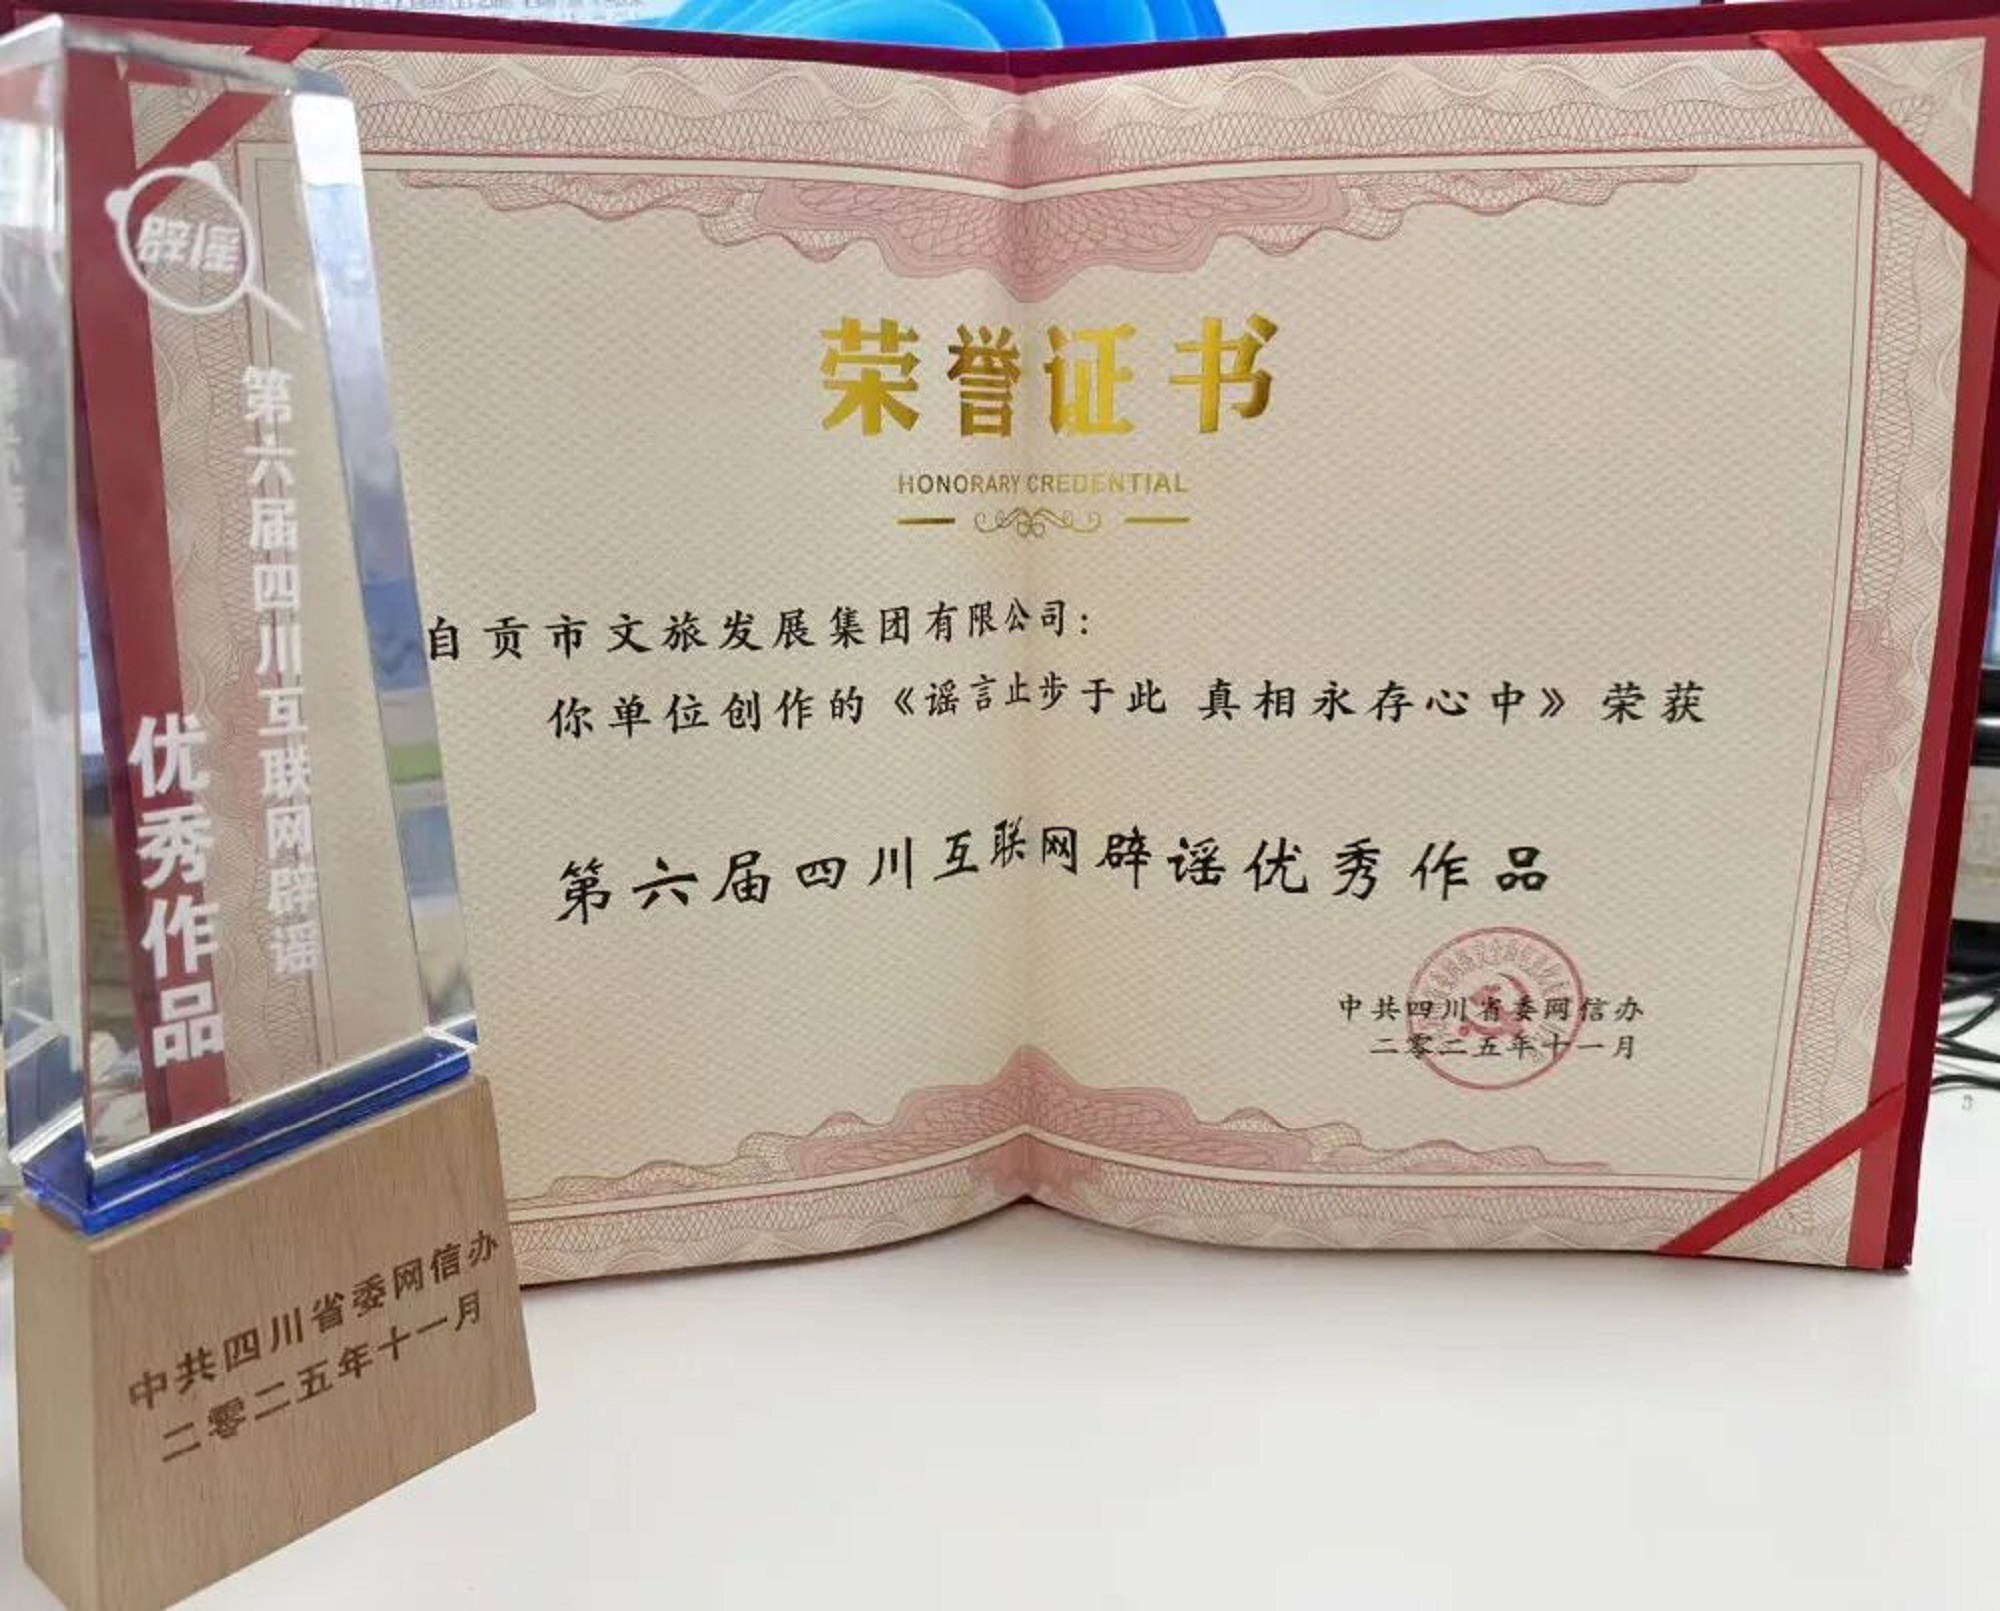 辟谣
第六届四川互联网辟谣
优秀作品
中共四川省委网信办
二零二五年十一月
荣誉证书
HONORARY CREDENTIAL
自贡市文旅发展集团有限公司：
你单位创作的《谣言止步于此 真相永存心中》荣获
第六届四川互联网辟谣优秀作品
中共四川省委网信办
二零二五年十一月